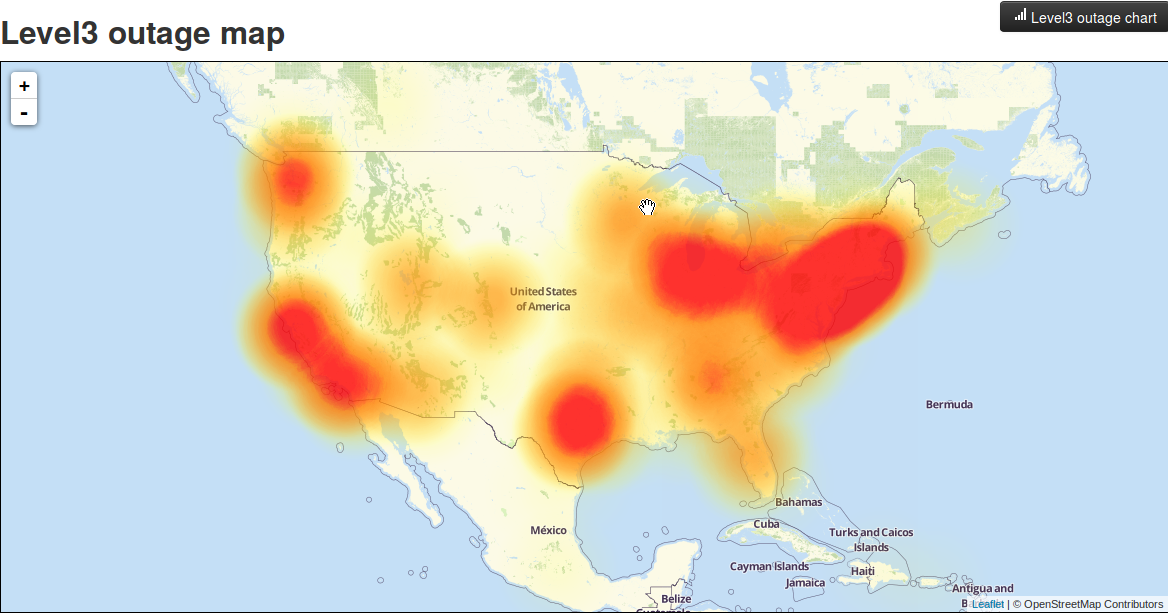 Level3 outage map
Level3 outage chart
+
-
United States
of America
Bermuda
Bahamas
México
Cuba
Turks and Caicos
Islands
Cayman Islands
Haiti
Jamaica
Antigua and
Belize
Leaflet | © OpenStreetMap Contributors